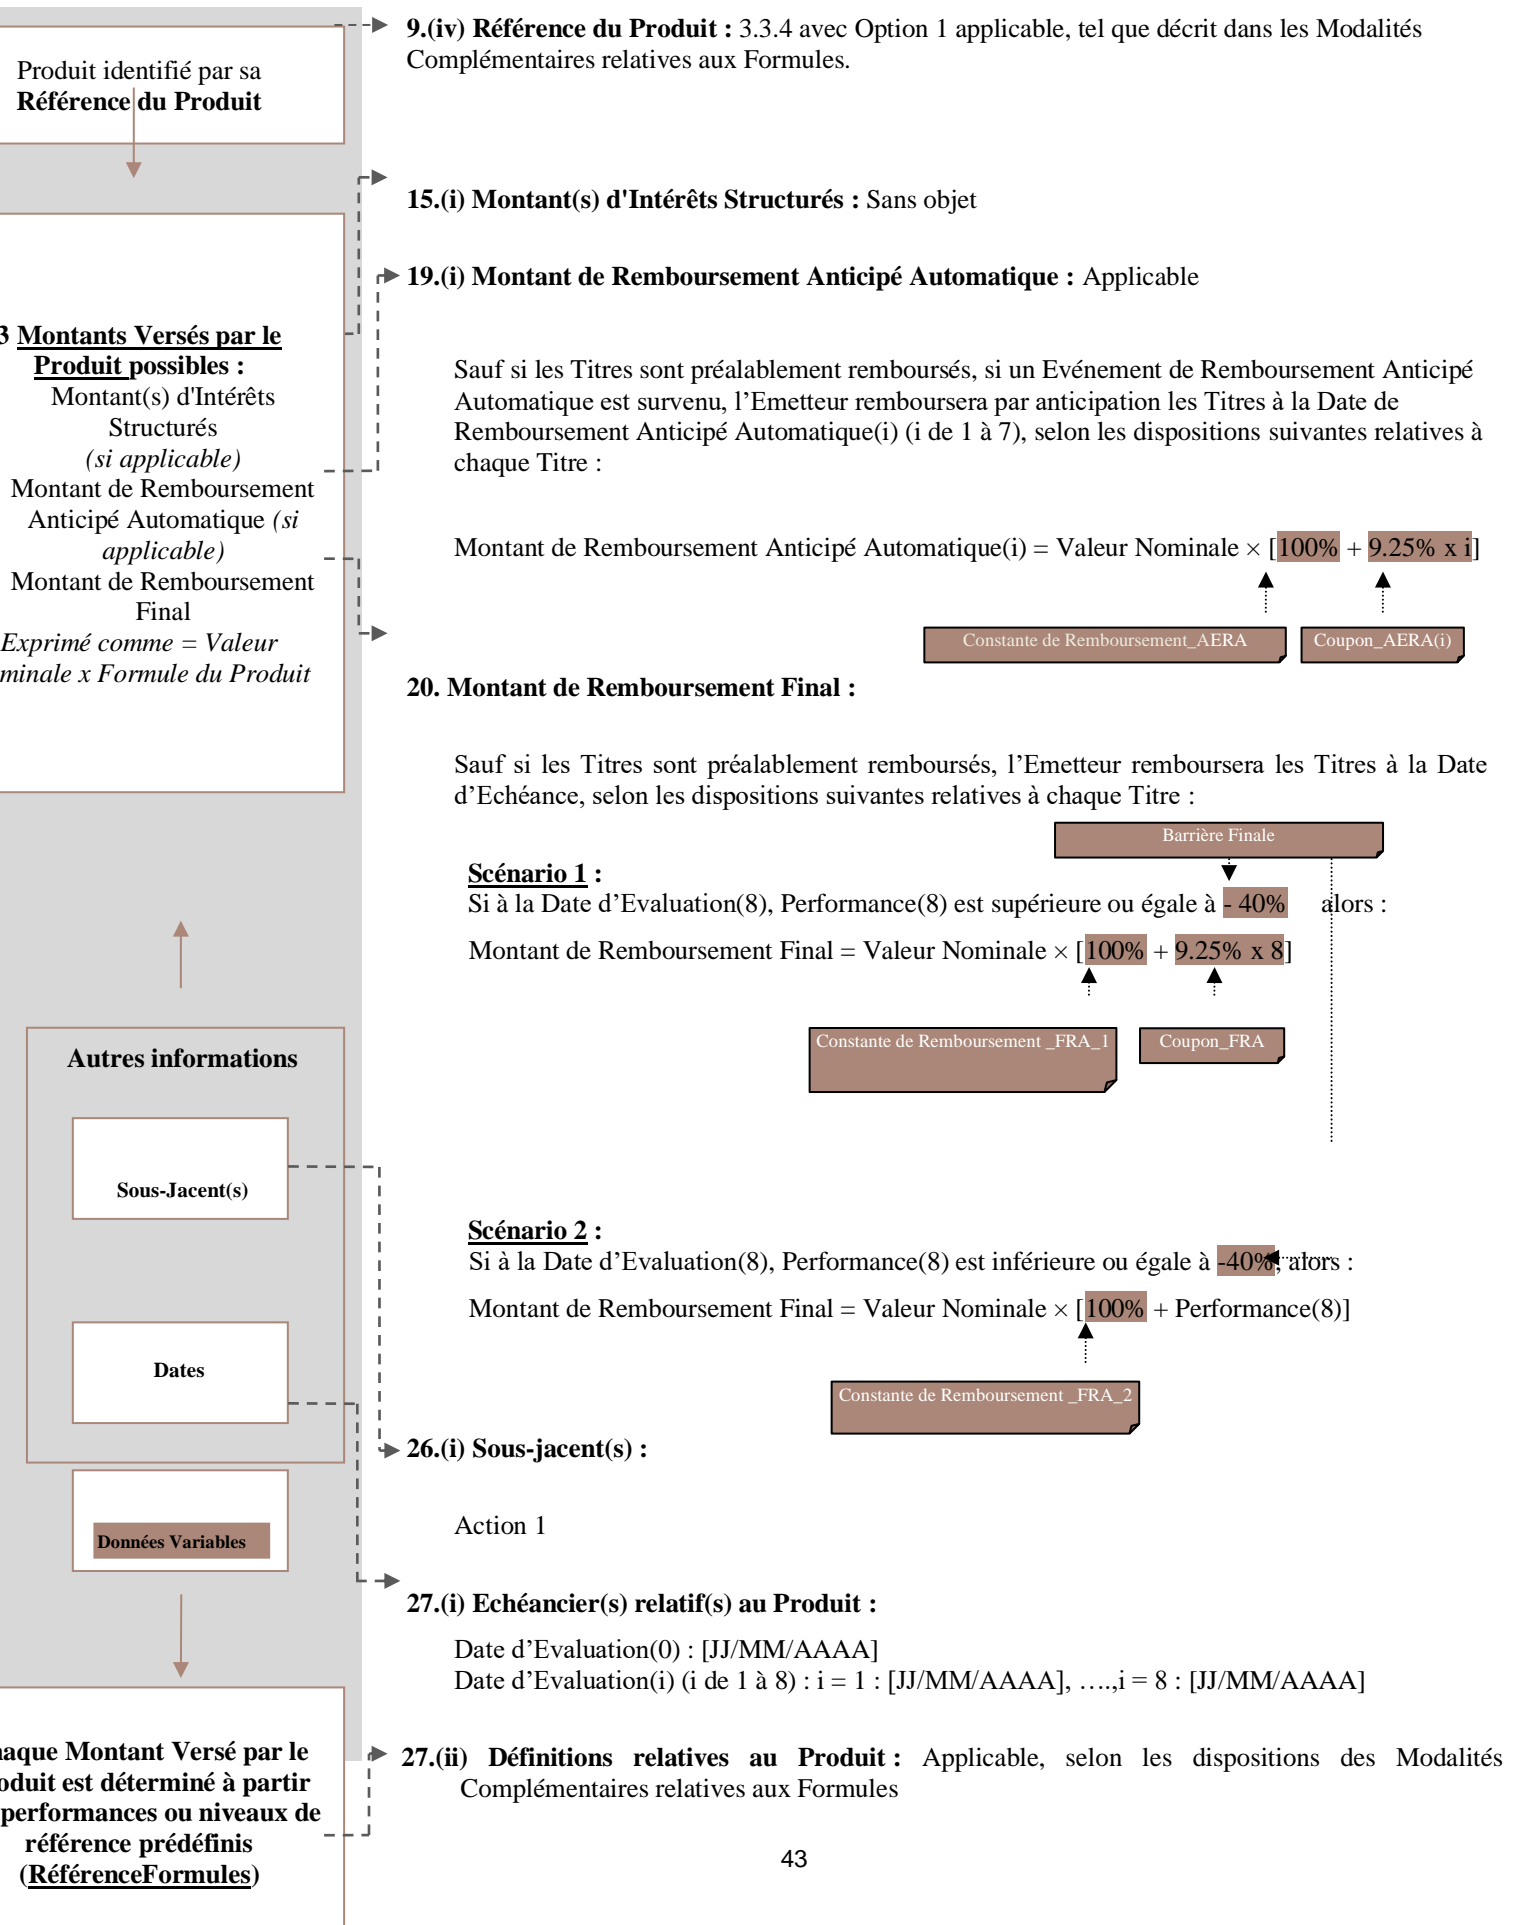 Produit identifié par sa
Référence du Produit
3 Montants Versés par le
Produit possibles :
Montant(s) d'Intérêts
Structurés
(si applicable)
Montant de Remboursement
Anticipé Automatique (si
applicable)
Montant de Remboursement
Final
Exprimé comme = Valeur
minale x Formule du Produit
Autres informations
Sous-Jacent(s)
Dates
Données Variables
haque Montant Versé par le
oduit est déterminé à partir
performances ou niveaux de
référence prédéfinis
(RéférenceFormules)
9.(iv) Référence du Produit : 3.3.4 avec Option 1 applicable, tel que décrit dans les Modalités
Complémentaires relatives aux Formules.
15.(i) Montant(s) d'Intérêts Structurés : Sans objet
19.(i) Montant de Remboursement Anticipé Automatique : Applicable
Sauf si les Titres sont préalablement remboursés, si un Evénement de Remboursement Anticipé
Automatique est survenu, l’Emetteur remboursera par anticipation les Titres à la Date de
Remboursement Anticipé Automatique(i) (i de 1 à 7), selon les dispositions suivantes relatives à
chaque Titre :
Montant de Remboursement Anticipé Automatique(i) = Valeur Nominale × [100% + 9.25% x i]
Constante de Remboursement_AERA Coupon_AERA(i)
20. Montant de Remboursement Final :
Sauf si les Titres sont préalablement remboursés, l’Emetteur remboursera les Titres à la Date
d’Echéance, selon les dispositions suivantes relatives à chaque Titre :
Barrière Finale
Scénario 1 :
Si à la Date d’Evaluation(8), Performance(8) est supérieure ou égale à - 40% alors :
Montant de Remboursement Final = Valeur Nominale × [100% + 9.25% x 8]
Constante de Remboursement _FRA_1 Coupon_FRA
Scénario 2 :
Si à la Date d’Evaluation(8), Performance(8) est inférieure ou égale à -40%, alors :
Montant de Remboursement Final = Valeur Nominale × [100% + Performance(8)]
Constante de Remboursement _FRA_2
26.(i) Sous-jacent(s) :
Action 1
27.(i) Echéancier(s) relatif(s) au Produit :
Date d’Evaluation(0) : [JJ/MM/AAAA]
Date d’Evaluation(i) (i de 1 à 8) : i = 1 : [JJ/MM/AAAA], ….,i = 8 : [JJ/MM/AAAA]
27.(ii) Définitions relatives au Produit : Applicable, selon les dispositions des Modalités
Complémentaires relatives aux Formules
43